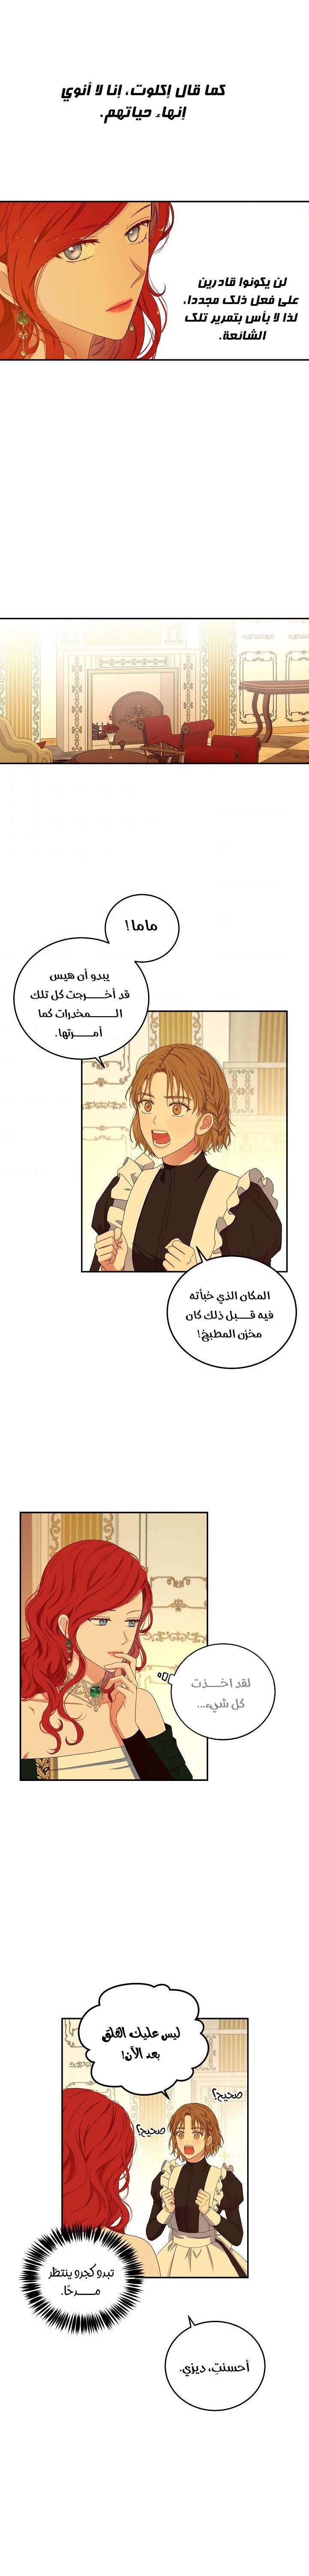 كما قال إكلوت، إنا لا أنوي
إنهاء حياتهم.
لن يكونوا قادرين
على فعل ذلك مجددا،
لذا لا بأس بتمرير تلك
الشائعة.
ماما!
يبدو أن هيس
قد أخرجت كل تلك
المخدرات كما
أمرتها.
المكان الذي خبأته
فيه قبل ذلك كان
مخزن المطبخ!
لقد اخذت
كل شيء...
ليس عليك القلق
بعد الآن!
صحيح؟
صحيح؟
تبدو كجرو ينتظر
مدحًا.
أحسنتِ، ديزي.